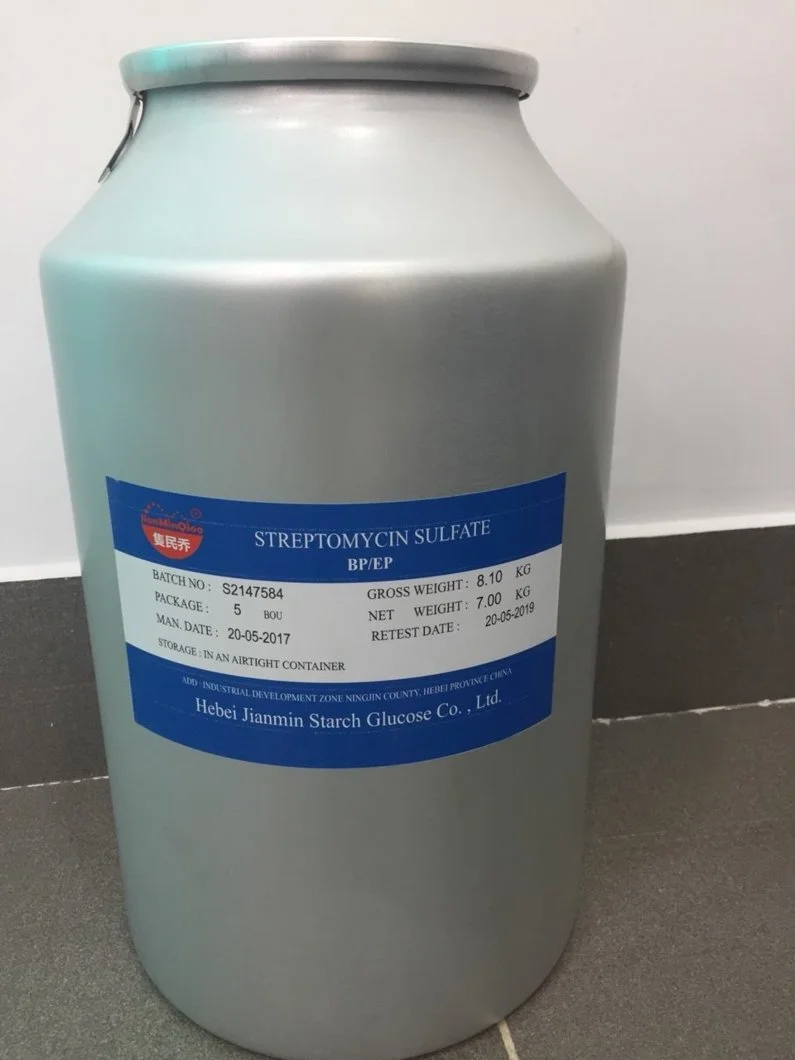 JianMinQiao ®
隻民乔
STREPTOMYCIN SULFATE
BP/EP
BATCH NO : S2147584
PACKAGE : 5 BOU
MAN. DATE : 20-05-2017
GROSS WEIGHT : 8.10 KG
NET WEIGHT : 7.00 KG
RETEST DATE : 20-05-2019
STORAGE : IN AN AIRTIGHT CONTAINER
ADD : INDUSTRIAL DEVELOPMENT ZONE NINGJIN COUNTY, HEBEI PROVINCE CHINA
Hebei Jianmin Starch Glucose Co. , Ltd.